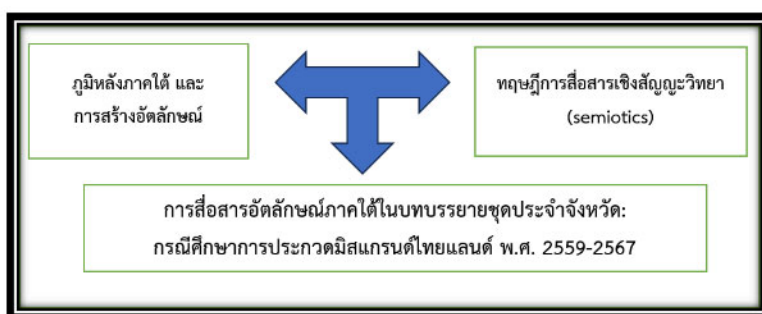 ภูมิหลังภาคใต้ และ
การสร้างอัตลักษณ์
ทฤษฎีการสื่อสารเชิงสัญญะวิทยา
(semiotics)
การสื่อสารอัตลักษณ์ภาคใต้ในบทบรรยายชุดประจำจังหวัด:
กรณีศึกษาการประกวดมิสแกรนด์ไทยแลนด์ พ.ศ. 2559-2567